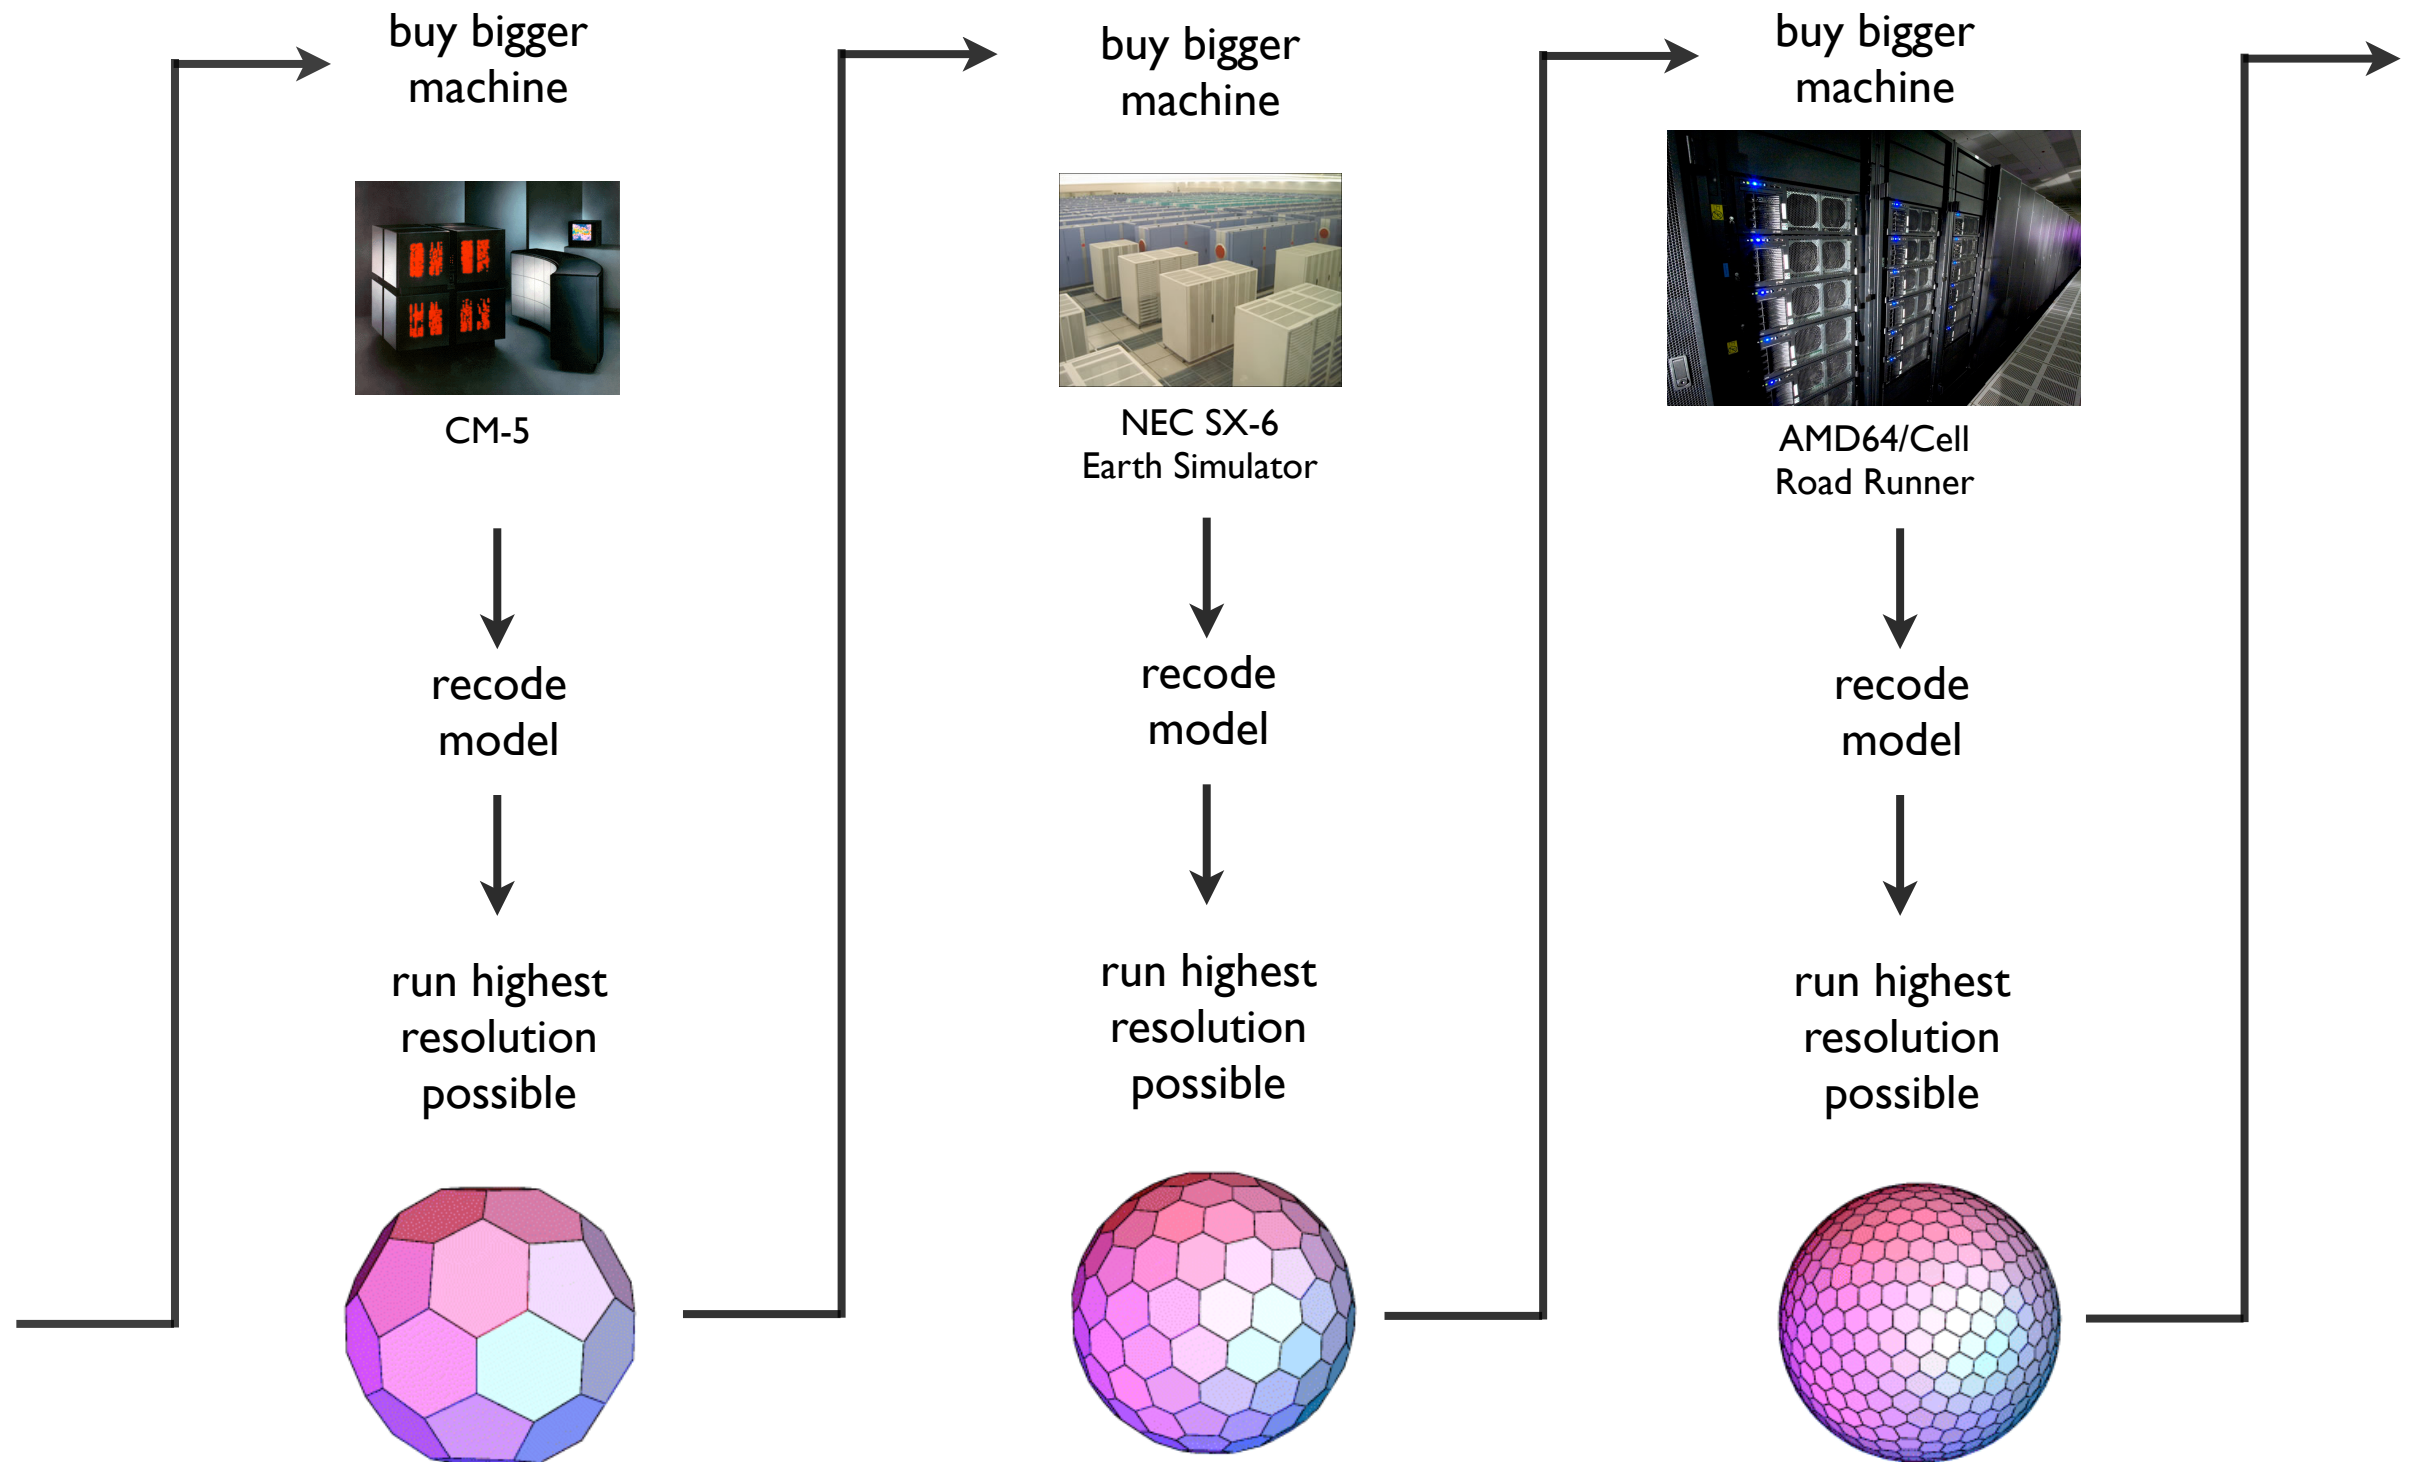 buy bigger
machine
CM-5
recode
model
run highest
resolution
possible
buy bigger
machine
NEC SX-6
Earth Simulator
recode
model
run highest
resolution
possible
buy bigger
machine
AMD64/Cell
Road Runner
recode
model
run highest
resolution
possible